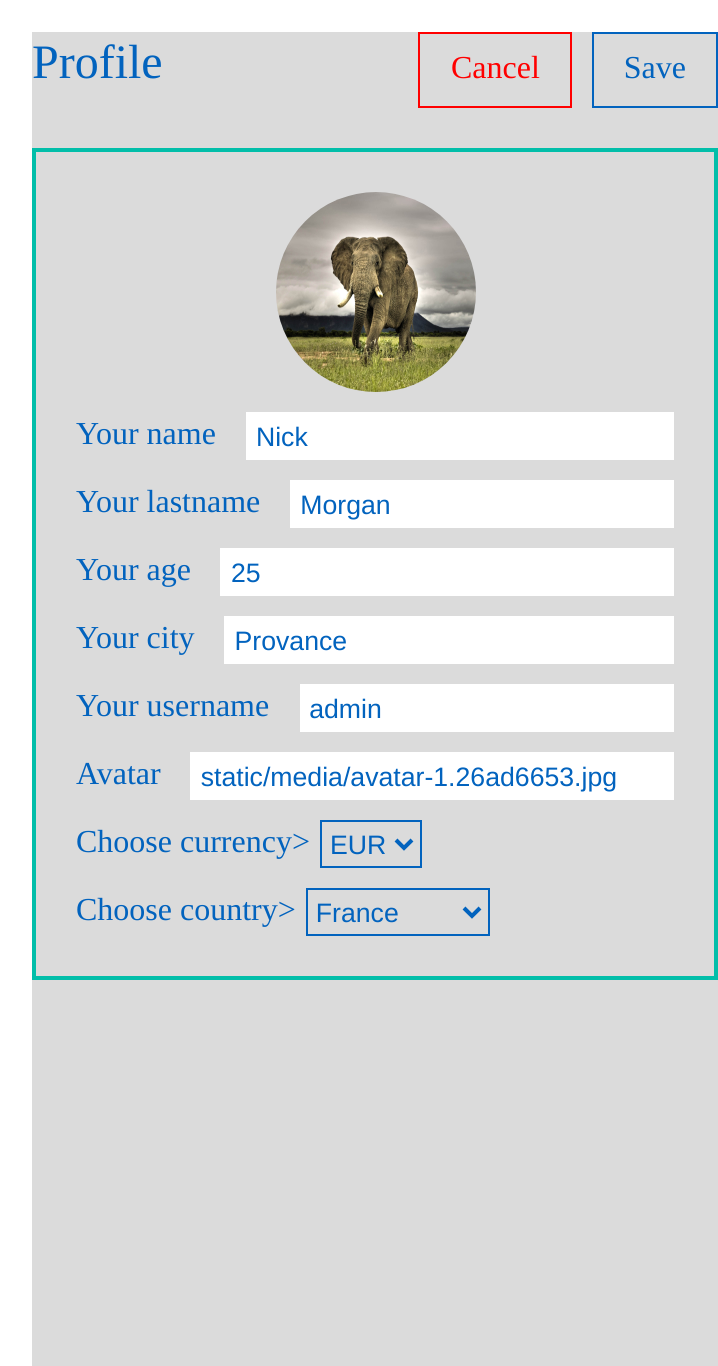 Profile Cancel Save
Your name Nick
Your lastname Morgan
Your age 25
Your city Provance
Your username admin
Avatar static/media/avatar-1.26ad6653.jpg
Choose currency> EUR
Choose country> France